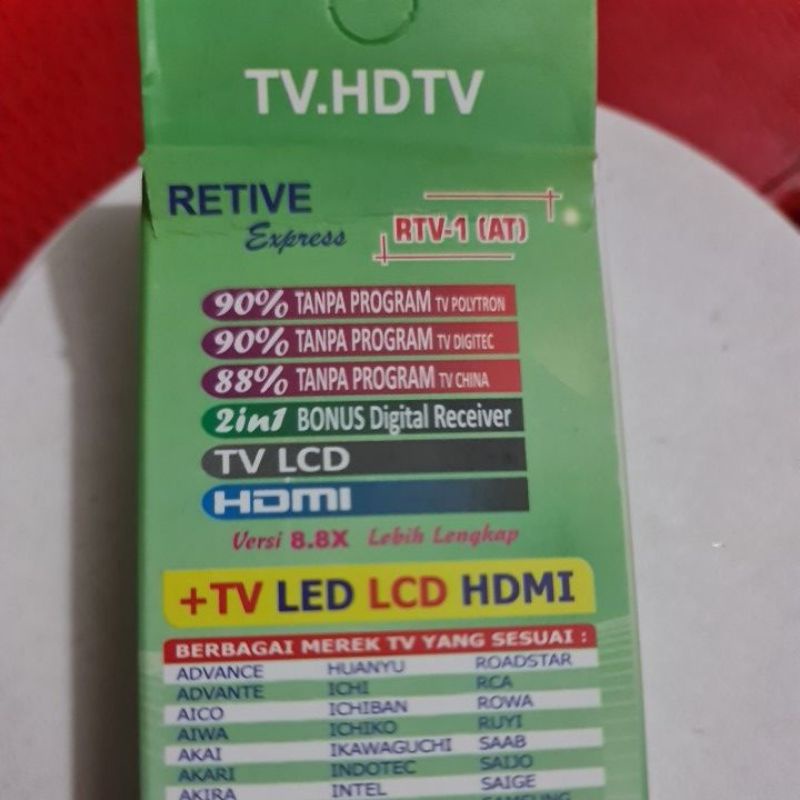 TV.HDTV
RETIVE
Express
RTV-1 (AT)
90% TANPA PROGRAM TV POLYTRON
90% TANPA PROGRAM TV DIGITEC
88% TANPA PROGRAM TV CHINA
2in1 BONUS Digital Receiver
TV LCD
HDMI
Versi 8.8X Lebih Lengkap
+TV LED LCD HDMI
BERBAGAI MEREK TV YANG SESUAI :
ADVANCE HUANYU ROADSTAR
ADVANTE ICHI RCA
AICO ICHIBAN ROWA
AIWA ICHIKO RUYI
AKAI IKAWAGUCHI SAAB
AKARI INDOTEC SAIJO
AKIRA INTEL SAIGE
SAMSUNG